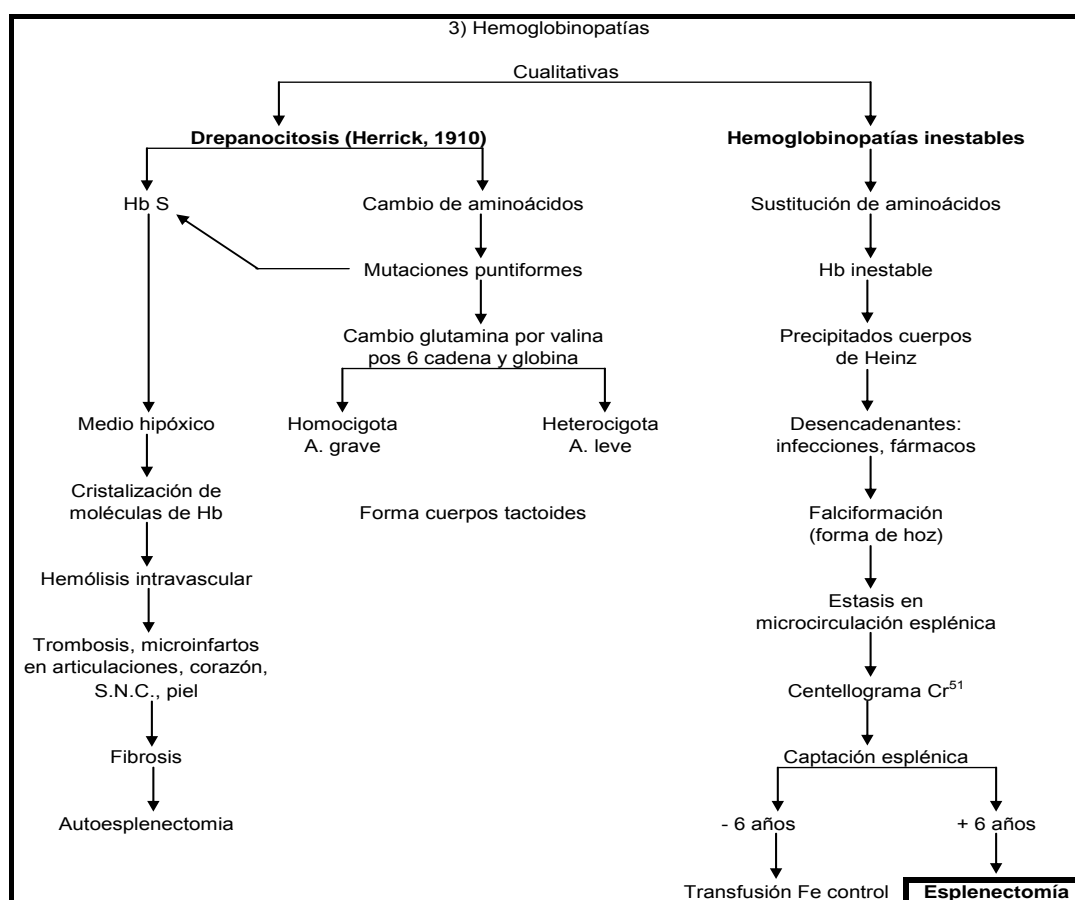 3) Hemoglobinopatías
Cualitativas
Drepanocitosis (Herrick, 1910)
Hemoglobinopatías inestables
Hb S
Cambio de aminoácidos
Sustitución de aminoácidos
Mutaciones puntiformes
Hb inestable
Cambio glutamina por valina
pos 6 cadena y globina
Precipitados cuerpos
de Heinz
Medio hipóxico
Homocigota
A. grave
Heterocigota
A. leve
Desencadenantes:
infecciones, fármacos
Cristalización de
moléculas de Hb
Forma cuerpos tactoides
Falciformación
(forma de hoz)
Hemólisis intravascular
Estasis en
microcirculación esplénica
Trombosis, microinfartos
en articulaciones, corazón,
S.N.C., piel
Centellograma Cr51
Fibrosis
Captación esplénica
Autoesplenectomia
- 6 años
+ 6 años
Transfusión Fe control
Esplenectomía